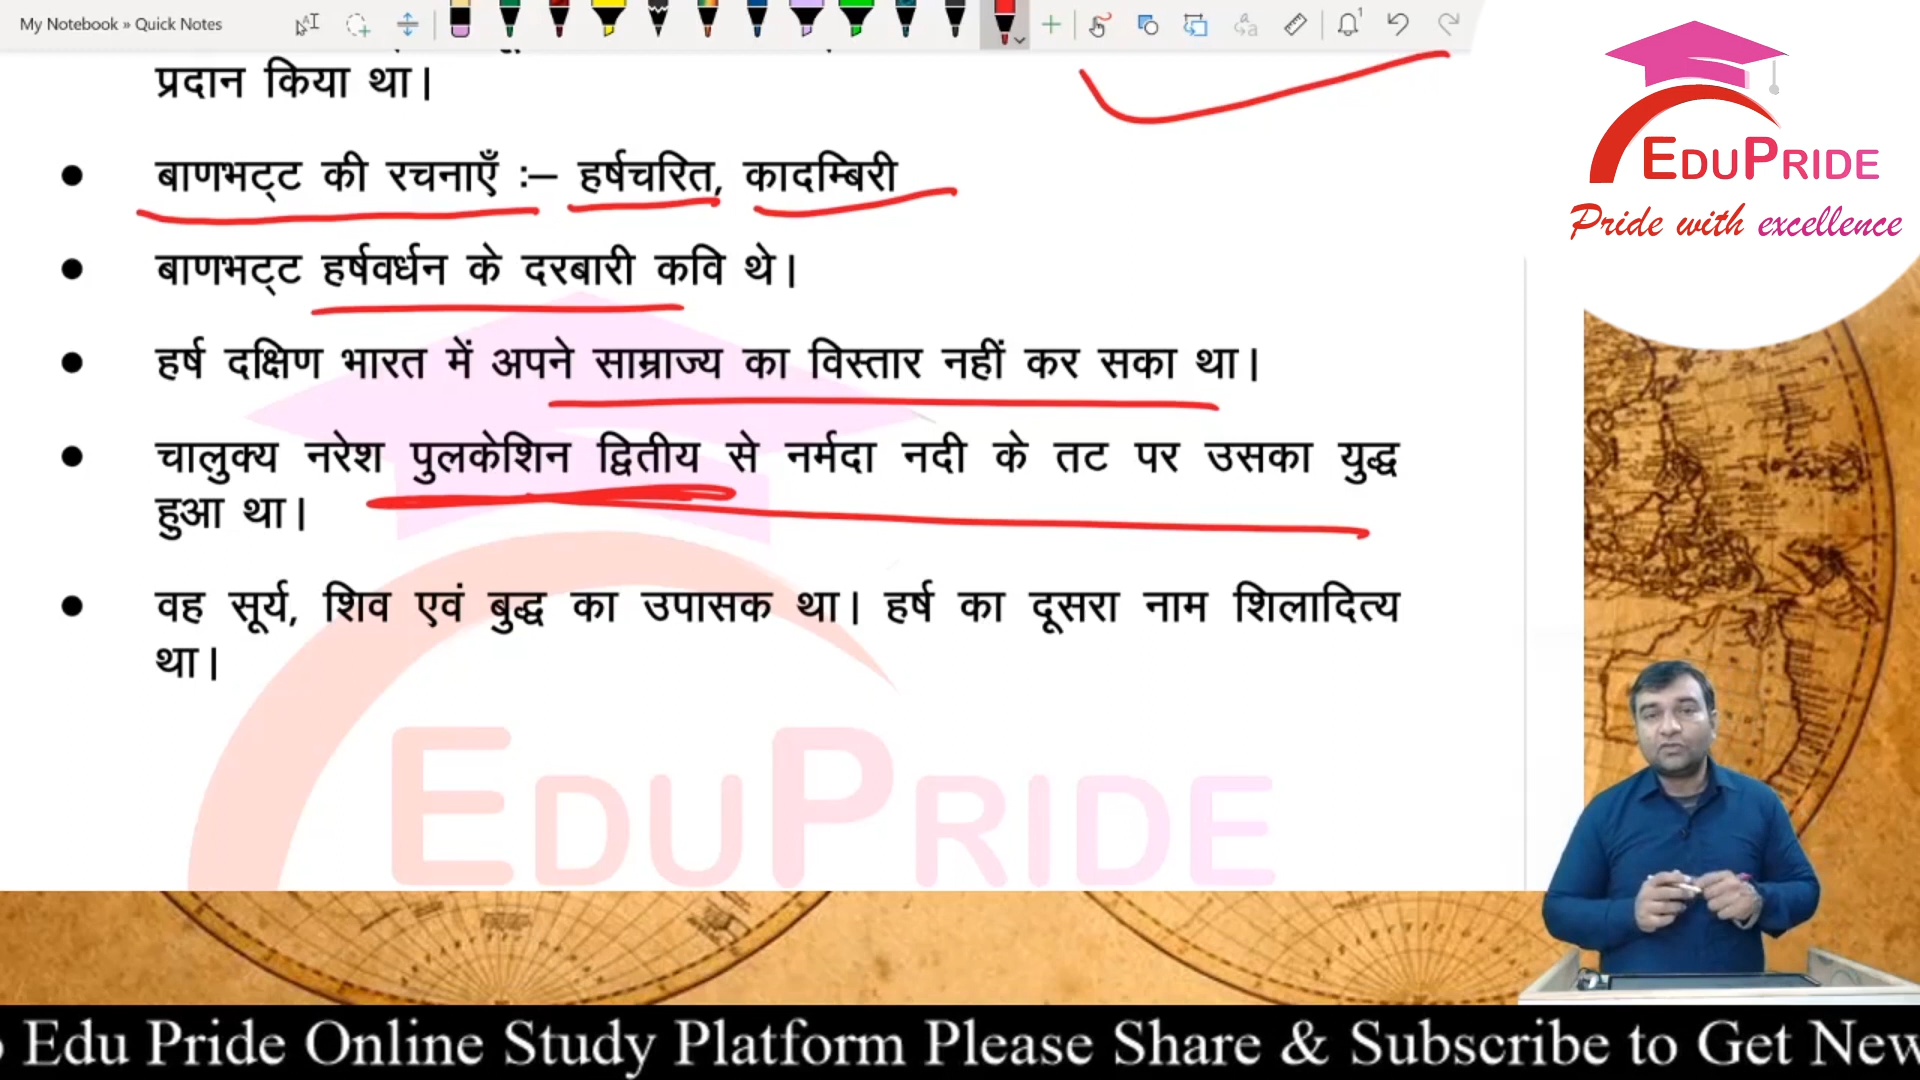 My Notebook » Quick Notes
प्रदान किया था।
EDUPRIDE
Pride with excellence
● बाणभट्ट की रचनाएँ :– हर्षचरित, कादम्बिरी
● बाणभट्ट हर्षवर्धन के दरबारी कवि थे।
● हर्ष दक्षिण भारत में अपने साम्राज्य का विस्तार नहीं कर सका था।
● चालुक्य नरेश पुलकेशिन द्वितीय से नर्मदा नदी के तट पर उसका युद्ध
हुआ था।
● वह सूर्य, शिव एवं बुद्ध का उपासक था। हर्ष का दूसरा नाम शिलादित्य
था।
EDUPRIDE
Edu Pride Online Study Platform Please Share & Subscribe to Get New